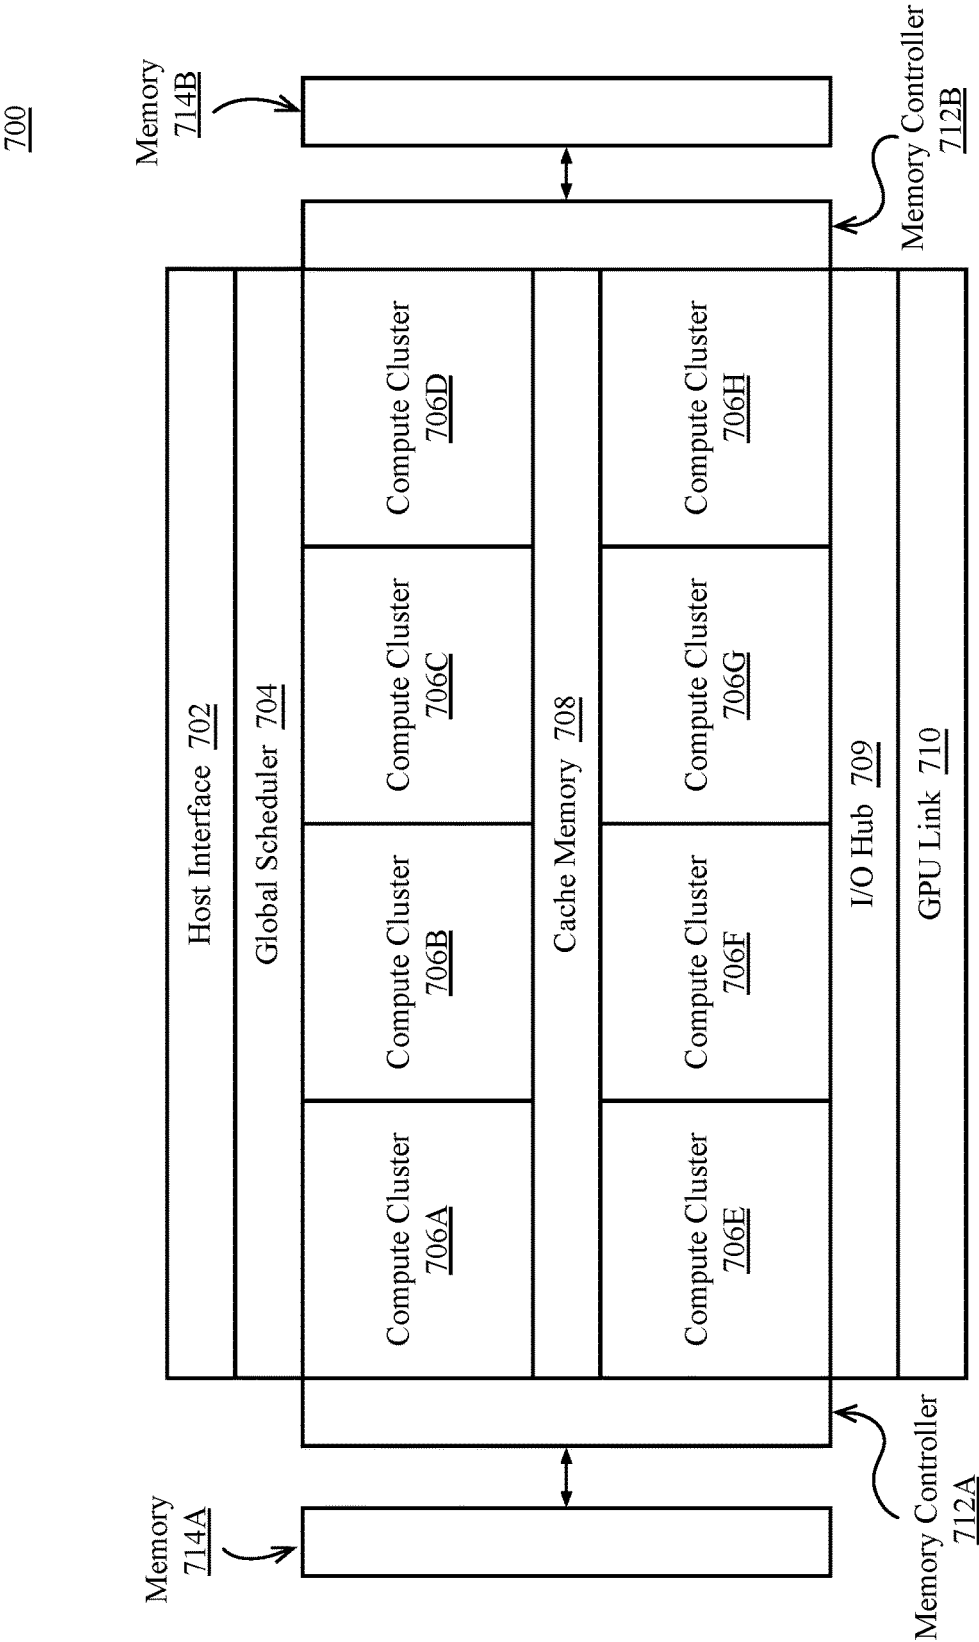 700
Memory
714A
Memory
714B
Host Interface 702
Global Scheduler 704
Compute Cluster
706A
Compute Cluster
706B
Compute Cluster
706C
Compute Cluster
706D
Cache Memory 708
Compute Cluster
706E
Compute Cluster
706F
Compute Cluster
706G
Compute Cluster
706H
I/O Hub 709
GPU Link 710
Memory Controller
712A
Memory Controller
712B